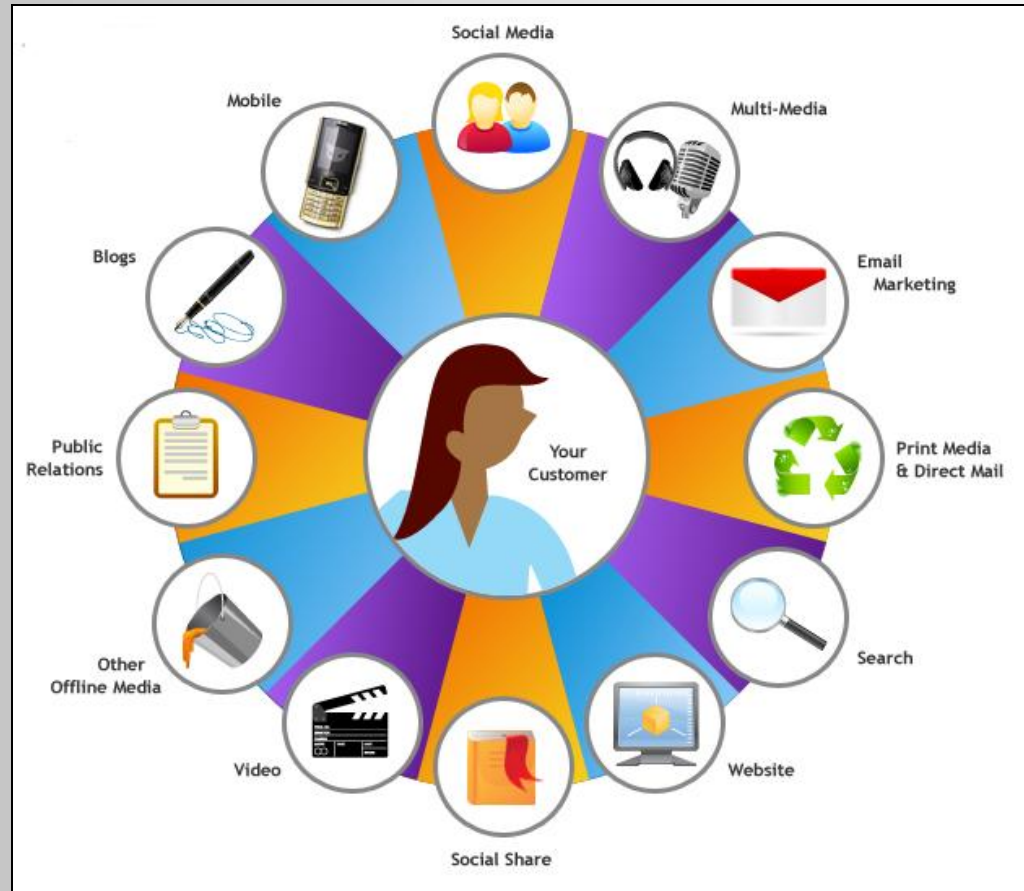 Social Media
Multi-Media
Email
Marketing
Print Media
& Direct Mail
Search
Website
Social Share
Video
Other
Offline Media
Public
Relations
Blogs
Mobile
Your
Customer